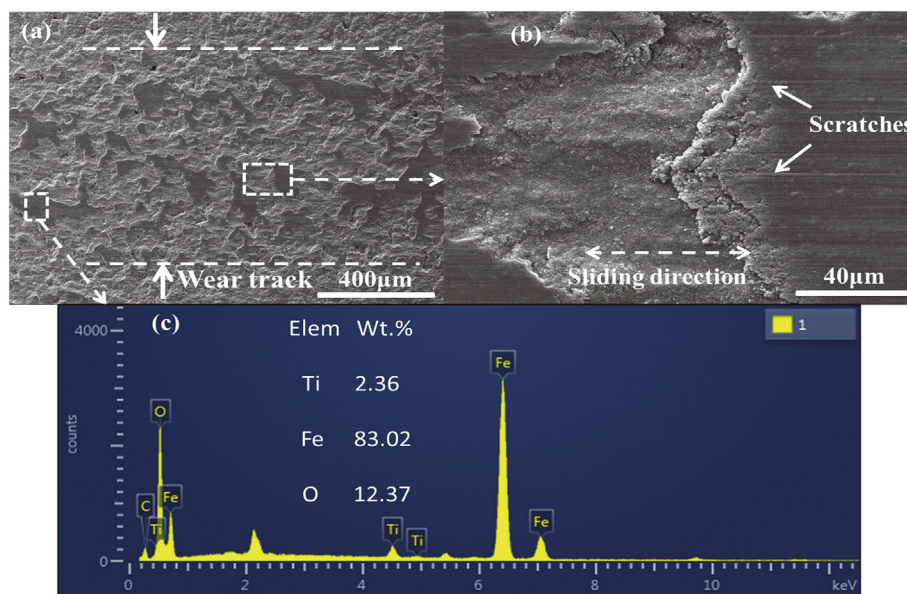 (a)
Wear track
400μm
(b)
Scratches
Sliding direction
40μm
(c)
Elem Wt.%
Ti 2.36
Fe 83.02
O 12.37
1
4000
counts
0
C
Ti
O
Fe
Ti
Ti
Fe
Fe
0 2 4 6 8 10 keV